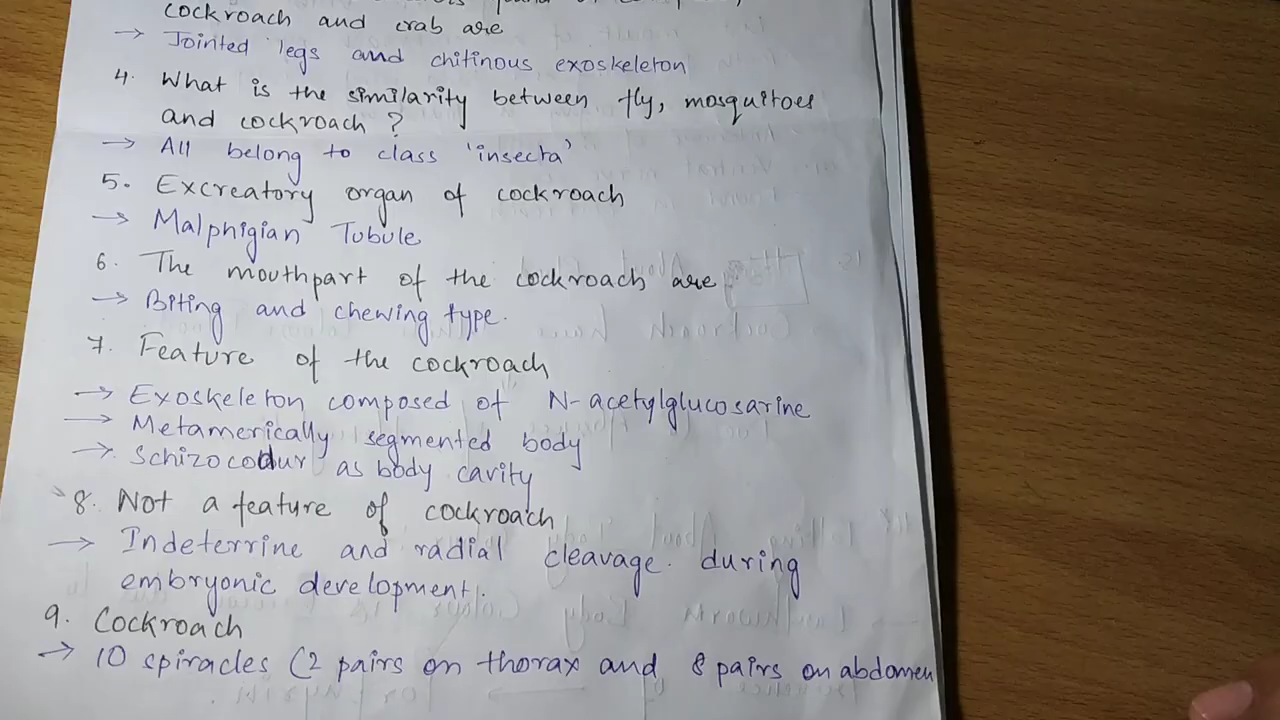 cockroach and crab are
→ Jointed legs and chitinous exoskeleton
4. What is the similarity between fly, mosquitoes
and cockroach ?
→ All belong to class 'insecta'
5. Excreatory organ of cockroach
→ Malphigian Tubule
6. The mouthpart of the cockroach are
→ Biting and chewing type.
7. Feature of the cockroach
→ Exoskeleton composed of N-acetylglucosarine
→ Metamerically segmented body
→ as body cavity
8. Not a feature of cockroach
→ Indeterrine and radial cleavage. during
embryonic development.
9. Cockroach
→ 10 spiracles (2 pairs on thorax and 8 pairs on abdomen